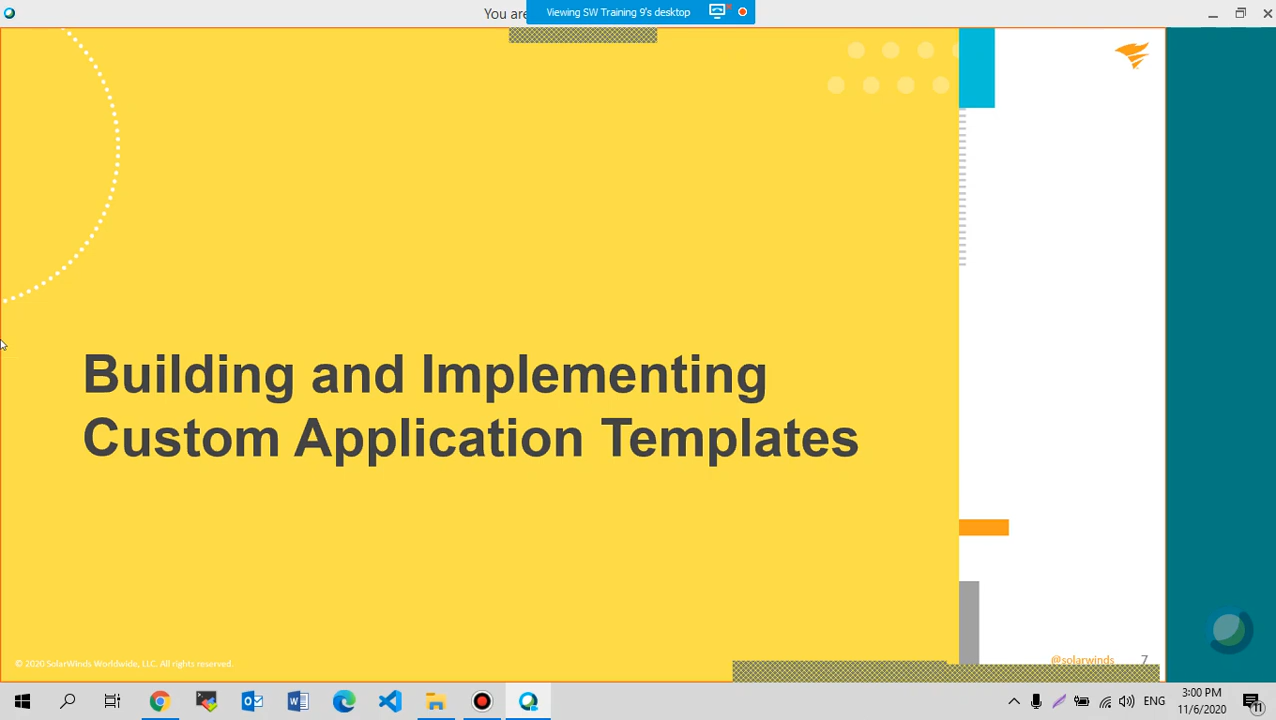 You are
Viewing SW Training 9's desktop
Building and Implementing
Custom Application Templates
© 2020 SolarWinds Worldwide, LLC. All rights reserved.
@solarwinds 7
ENG
3:00 PM
11/6/2020